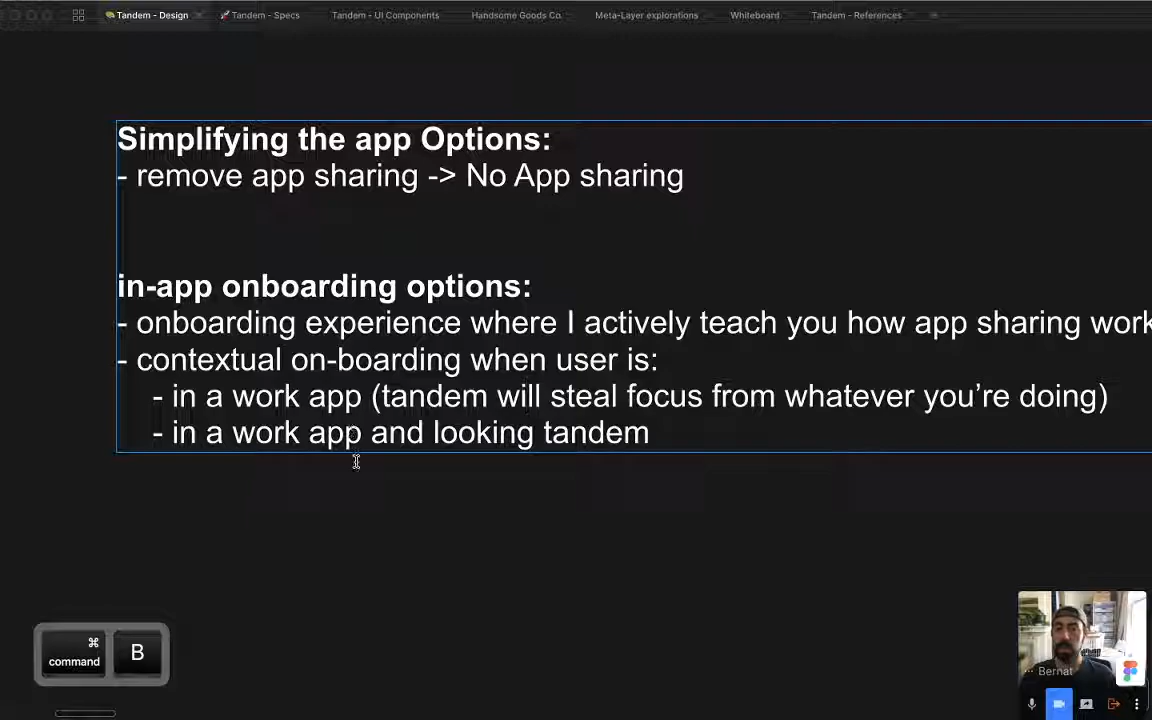 Tandem - Design
Tandem - Specs
Tandem - UI Components
Handsome Goods Co.
Meta-Layer explorations
Whiteboard
Tandem - References
Simplifying the app Options:
- remove app sharing -> No App sharing
in-app onboarding options:
- onboarding experience where I actively teach you how app sharing work
- contextual on-boarding when user is:
- in a work app (tandem will steal focus from whatever you’re doing)
- in a work app and looking tandem
⌘
command
B
Bernat